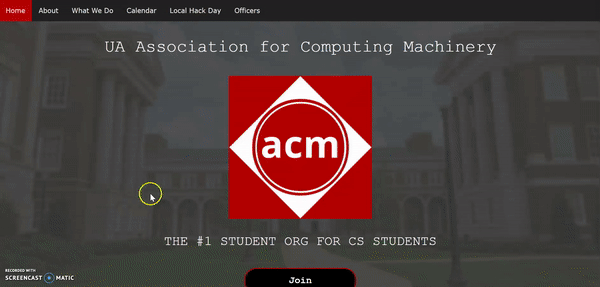 Home About What We Do Calendar Local Hack Day Officers
UA Association for Computing Machinery
acm
THE #1 STUDENT ORG FOR CS STUDENTS
Join
RECORDED WITH
SCREENCAST MATIC